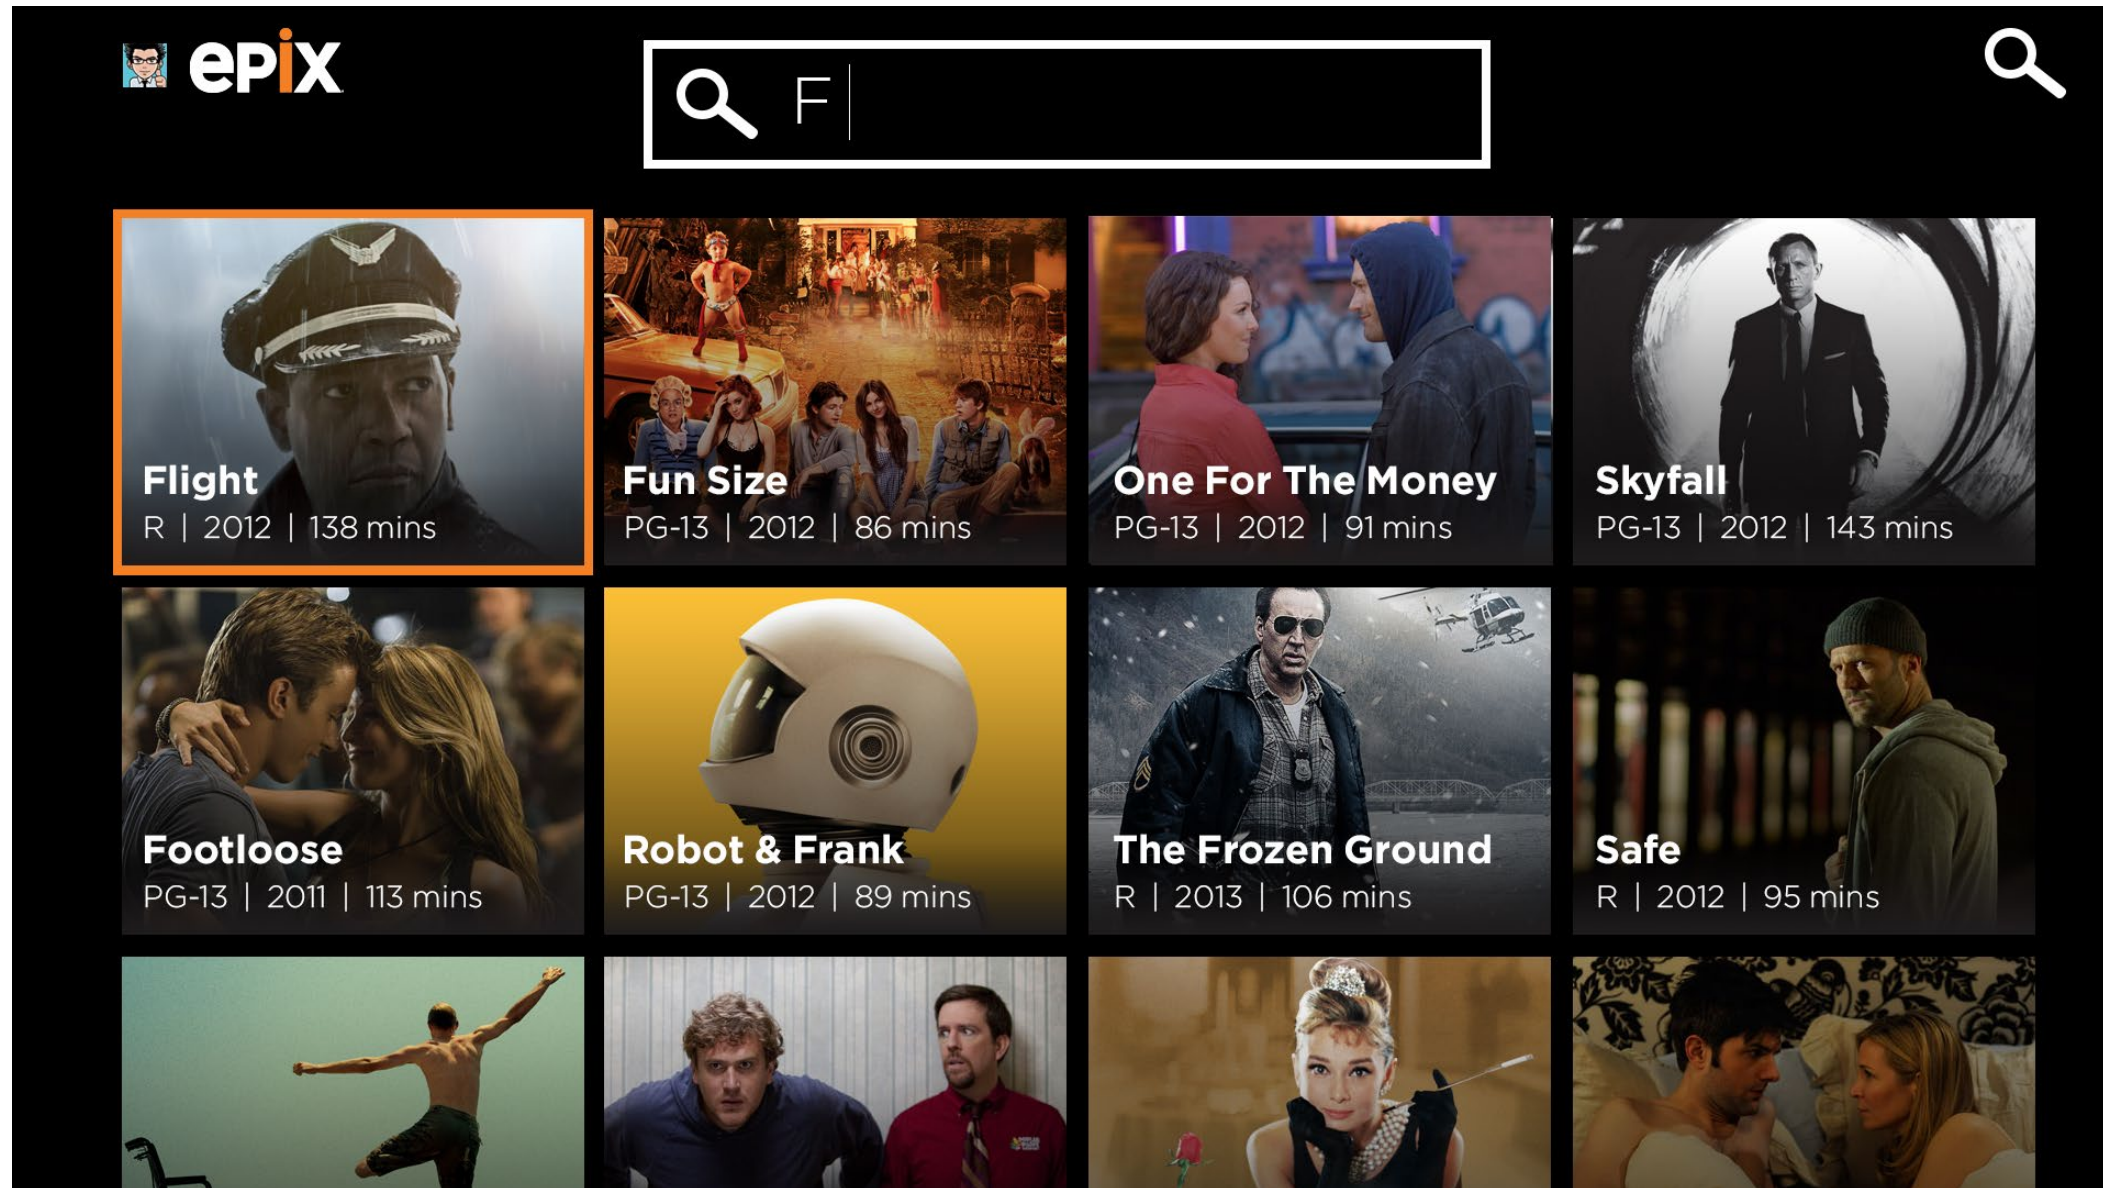 epix
F
Flight
R | 2012 | 138 mins
Fun Size
PG-13 | 2012 | 86 mins
One For The Money
PG-13 | 2012 | 91 mins
Skyfall
PG-13 | 2012 | 143 mins
Footloose
PG-13 | 2011 | 113 mins
Robot & Frank
PG-13 | 2012 | 89 mins
The Frozen Ground
R | 2013 | 106 mins
Safe
R | 2012 | 95 mins